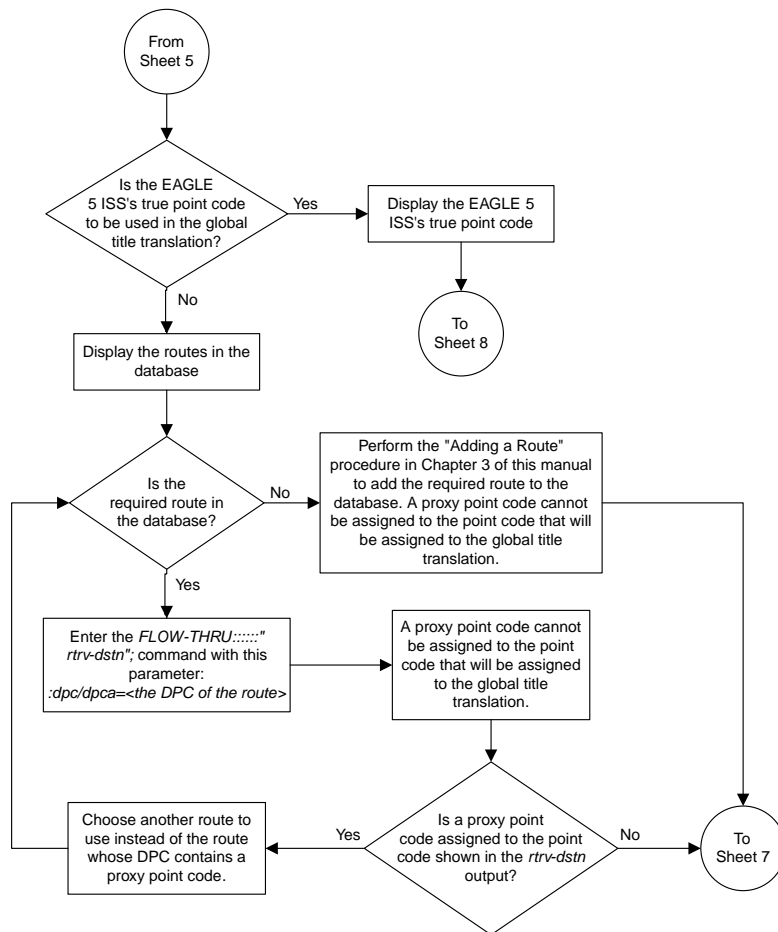 From
Sheet 5
Is the EAGLE
5 ISS's true point code
to be used in the global
title translation?
Yes
Display the EAGLE 5
ISS's true point code
No
To
Sheet 8
Display the routes in the
database
Is the
required route in
the database?
No
Perform the "Adding a Route"
procedure in Chapter 3 of this manual
to add the required route to the
database. A proxy point code cannot
be assigned to the point code that will
be assigned to the global title
translation.
Yes
Enter the FLOW-THRU::::::"
rtrv-dstn"; command with this
parameter:
:dpc/dpca=<the DPC of the route>
A proxy point code cannot
be assigned to the point
code that will be assigned
to the global title
translation.
Choose another route to
use instead of the route
whose DPC contains a
proxy point code.
Yes
Is a proxy point
code assigned to the point
code shown in the rtrv-dstn
output?
No
To
Sheet 7